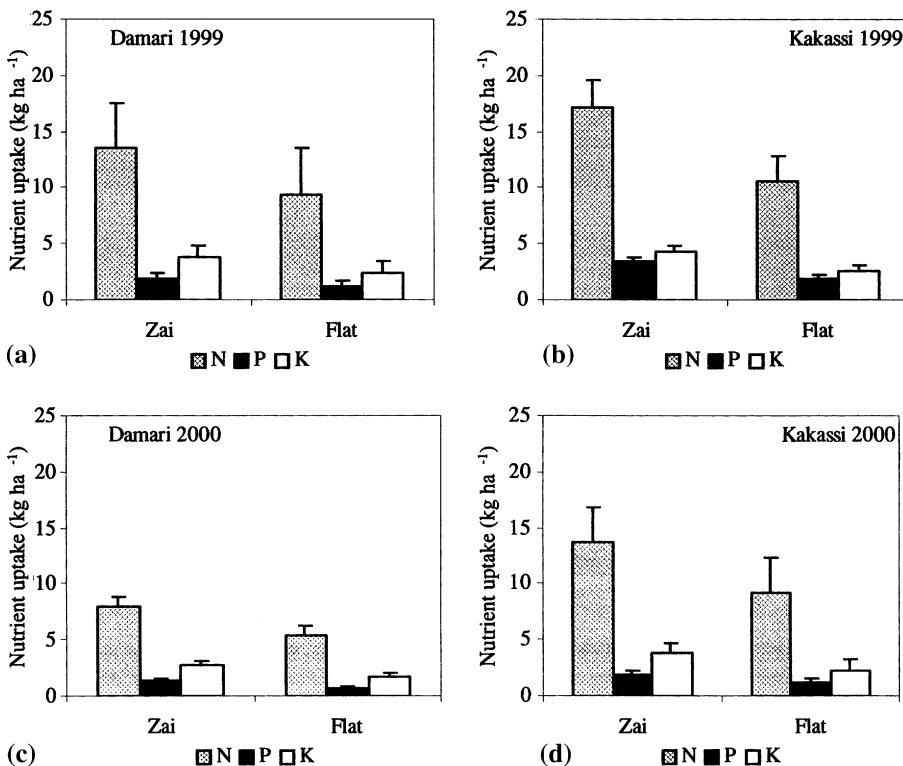 Damari 1999
Nutrient uptake (kg ha -1)
25
20
15
10
5
0
Zai Flat
(a)
N P K
Kakassi 1999
Nutrient uptake (kg ha -1)
25
20
15
10
5
0
Zai Flat
(b)
N P K
Damari 2000
Nutrient uptake (kg ha -1)
25
20
15
10
5
0
Zai Flat
(c)
N P K
Kakassi 2000
Nutrient uptake (kg ha -1)
25
20
15
10
5
0
Zai Flat
(d)
N P K